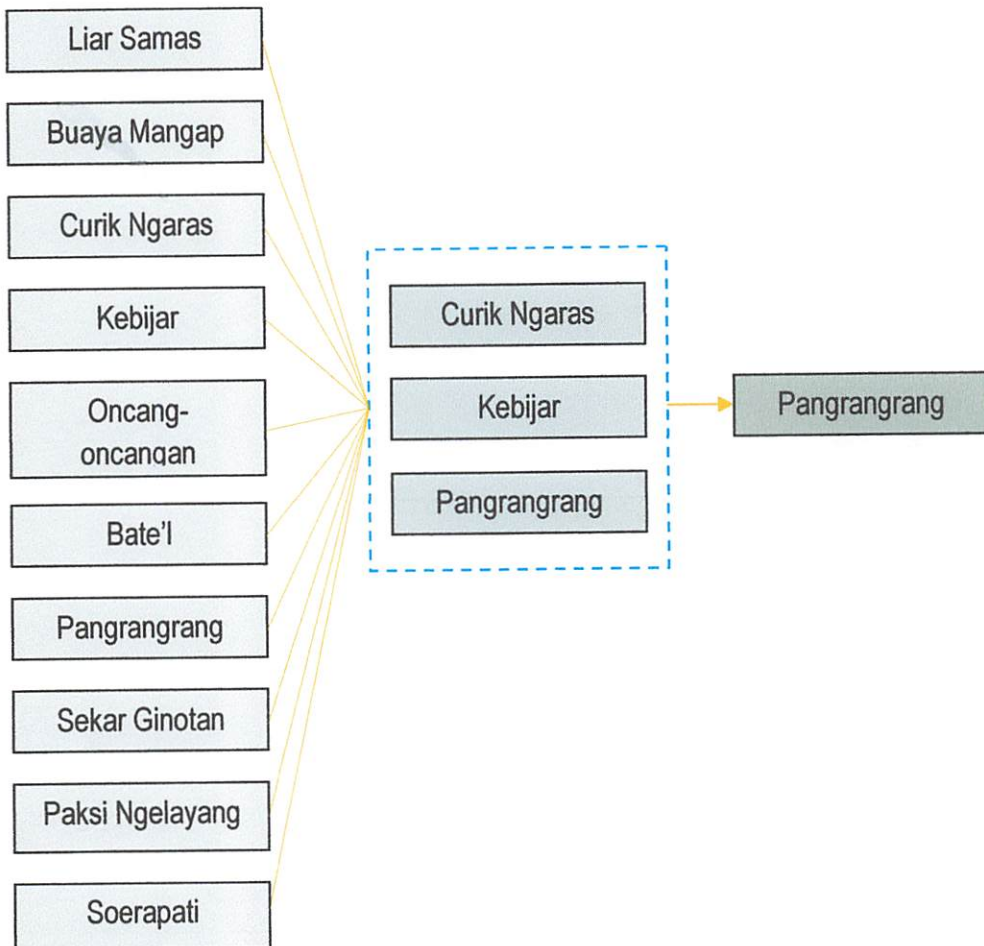 Liar Samas
Buaya Mangap
Curik Ngaras
Kebijar
Oncang-
oncangan
Bate'l
Pangrangrang
Sekar Ginotan
Paksi Ngelayang
Soerapati
Curik Ngaras
Kebijar
Pangrangrang
Pangrangrang